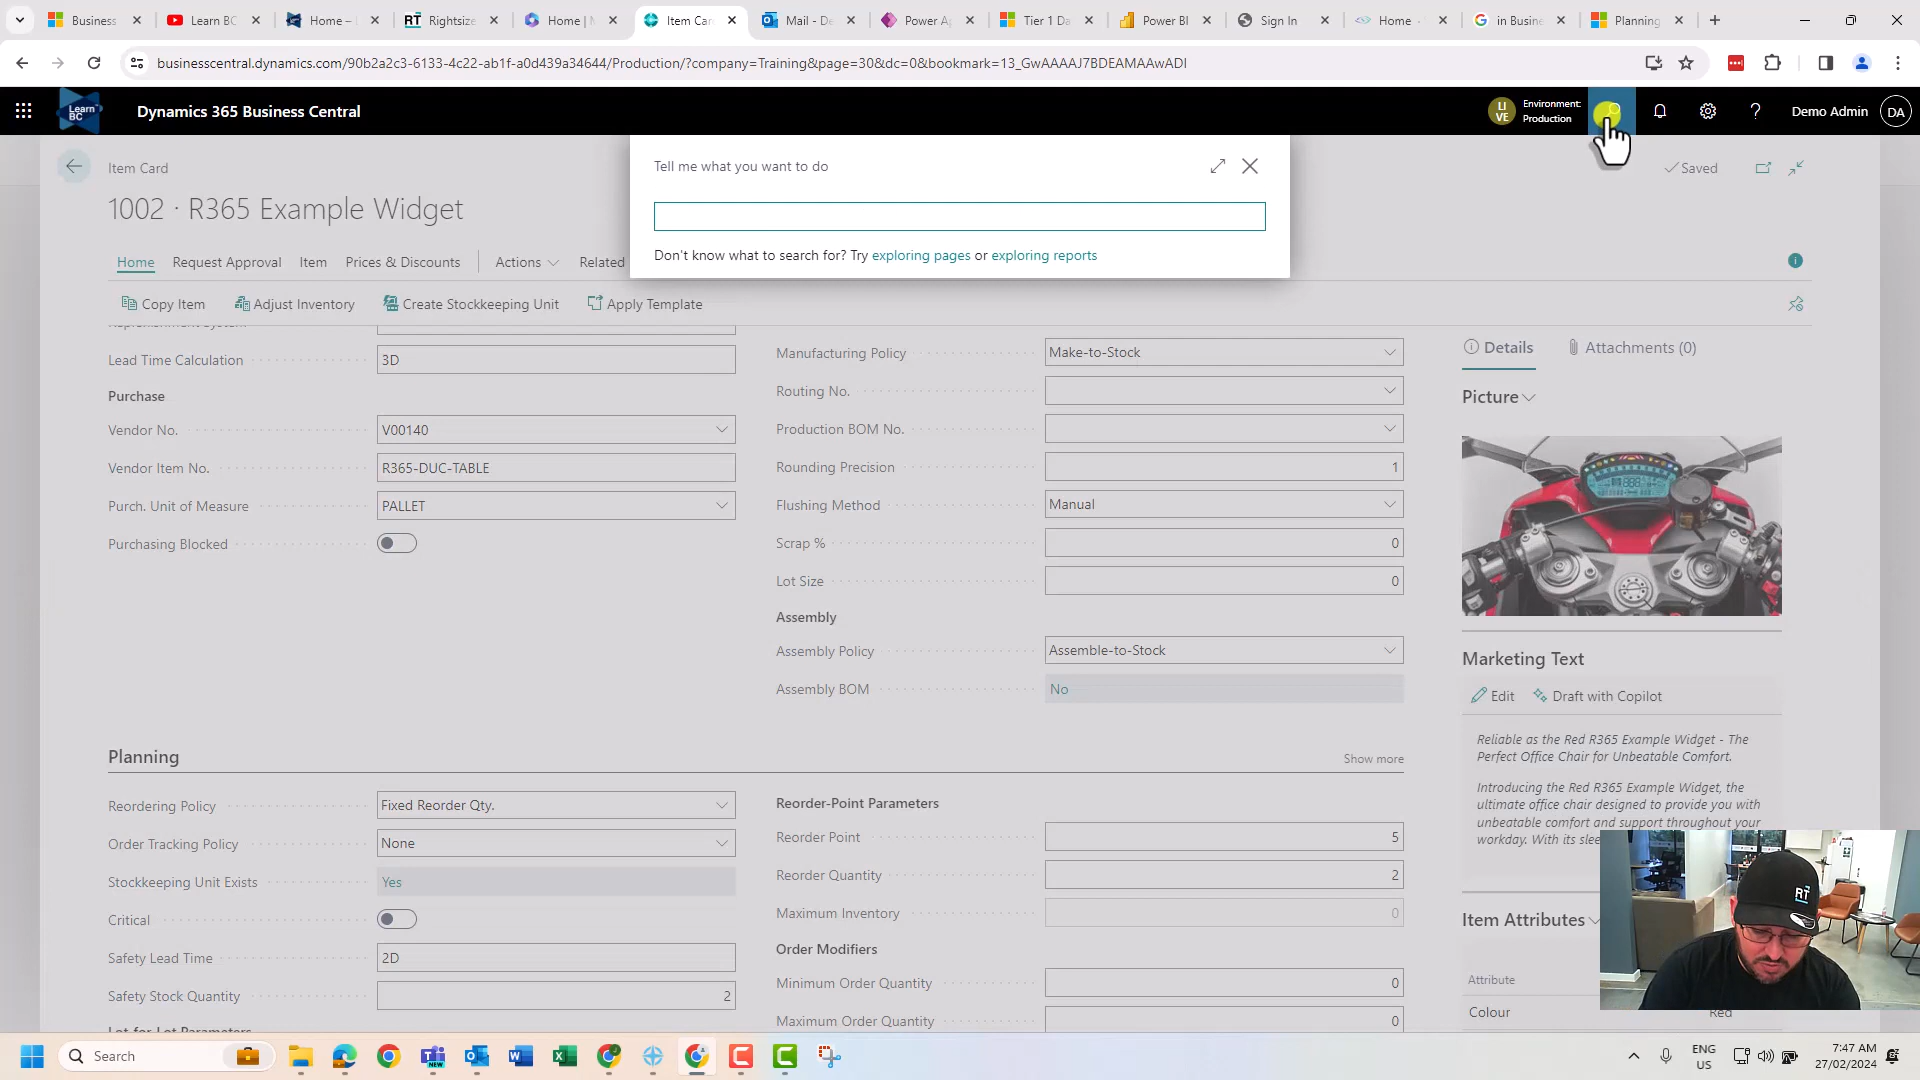 Business
Learn BC
Home –
Rightsize
Home | N
Item Car
Mail - De
Power Ap
Tier 1 Da
Power BI
Sign In
Home -
in Busine
Planning
businesscentral.dynamics.com/90b2a2c3-6133-4c22-ab1f-a0d439a34644/Production/?company=Training&page=30&dc=0&bookmark=13_GwAAAAJ7BDEAMAAwADI
Learn BC
Dynamics 365 Business Central
LI VE
Environment: Production
Demo Admin
DA
Item Card
Saved
1002 · R365 Example Widget
Tell me what you want to do
Don't know what to search for? Try exploring pages or exploring reports
Home
Request Approval
Item
Prices & Discounts
Actions
Related
Copy Item
Adjust Inventory
Create Stockkeeping Unit
Apply Template
Replenishment System
Lead Time Calculation
3D
Purchase
Vendor No.
V00140
Vendor Item No.
R365-DUC-TABLE
Purch. Unit of Measure
PALLET
Purchasing Blocked
Manufacturing Policy
Make-to-Stock
Routing No.
Production BOM No.
Rounding Precision
1
Flushing Method
Manual
Scrap %
0
Lot Size
0
Assembly
Assembly Policy
Assemble-to-Stock
Assembly BOM
No
Planning
Show more
Reordering Policy
Fixed Reorder Qty.
Order Tracking Policy
None
Stockkeeping Unit Exists
Yes
Critical
Safety Lead Time
2D
Safety Stock Quantity
2
Lot-for-Lot Parameters
Reorder-Point Parameters
Reorder Point
5
Reorder Quantity
2
Maximum Inventory
0
Order Modifiers
Minimum Order Quantity
0
Maximum Order Quantity
0
Details
Attachments (0)
Picture
Marketing Text
Edit
Draft with Copilot
Reliable as the Red R365 Example Widget - The
Perfect Office Chair for Unbeatable Comfort.
Introducing the Red R365 Example Widget, the
ultimate office chair designed to provide you with
unbeatable comfort and support throughout your
workday. With its slee
Item Attributes
Attribute
Colour
Red
RT
Search
NEW
ENG
US
7:47 AM
27/02/2024